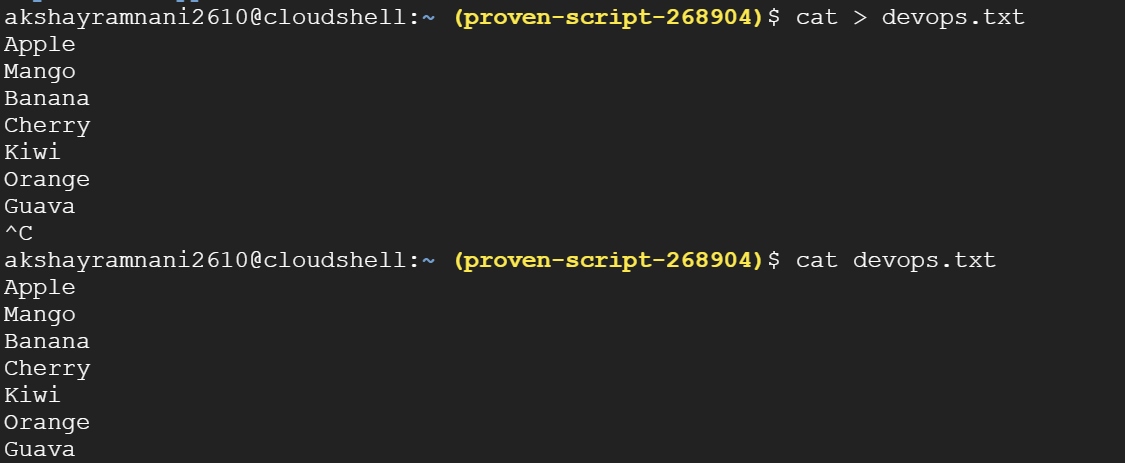 akshayramnani2610@cloudshell:~ (proven-script-268904)$ cat > devops.txt
Apple
Mango
Banana
Cherry
Kiwi
Orange
Guava
^C
akshayramnani2610@cloudshell:~ (proven-script-268904)$ cat devops.txt
Apple
Mango
Banana
Cherry
Kiwi
Orange
Guava